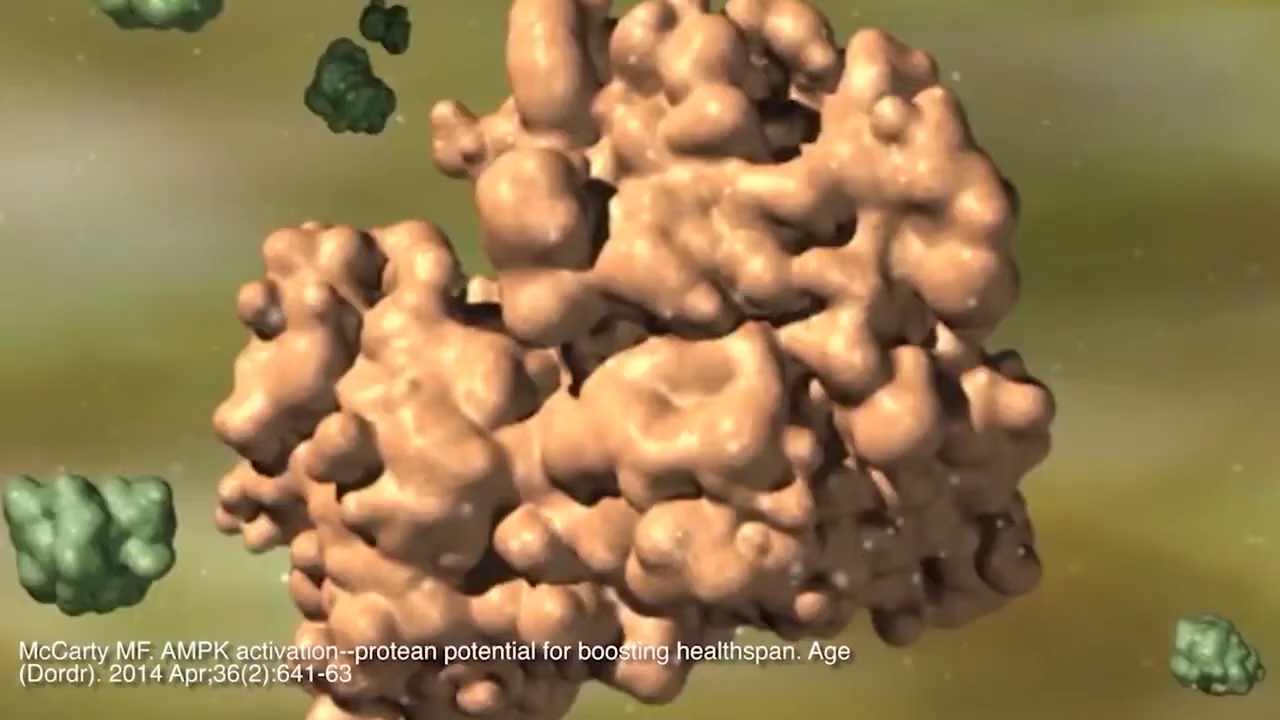 McCarty MF. AMPK activation--protean potential for boosting healthspan. Age
(Dordr). 2014 Apr;36(2):641-63